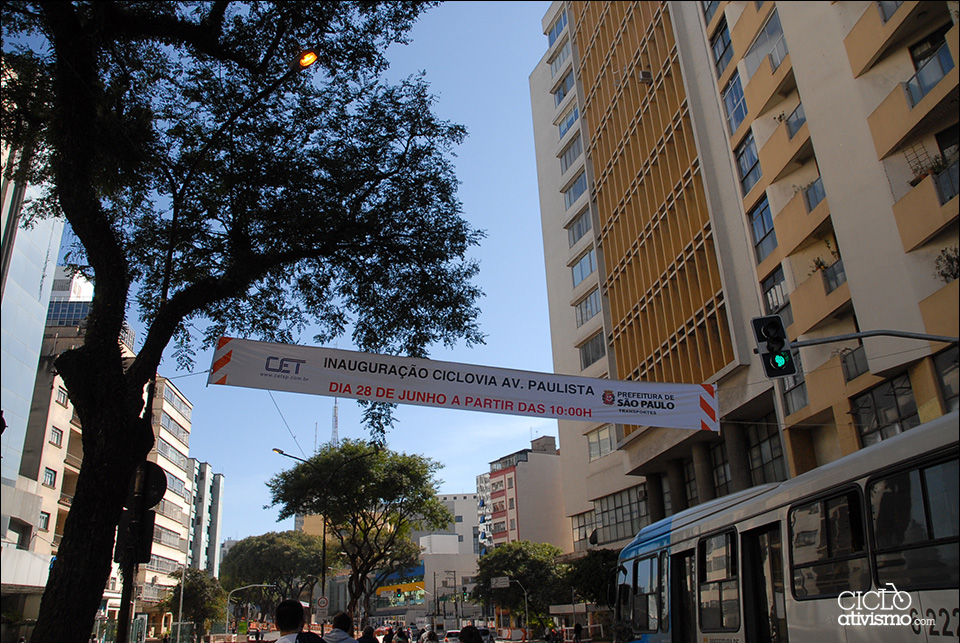 CET
www.cetsp.com.br
INAUGURAÇÃO CICLOVIA AV. PAULISTA
DIA 28 DE JUNHO A PARTIR DAS 10:00H
PREFEITURA DE
SÃO PAULO
TRANSPORTES
CICLO
ativismo.com